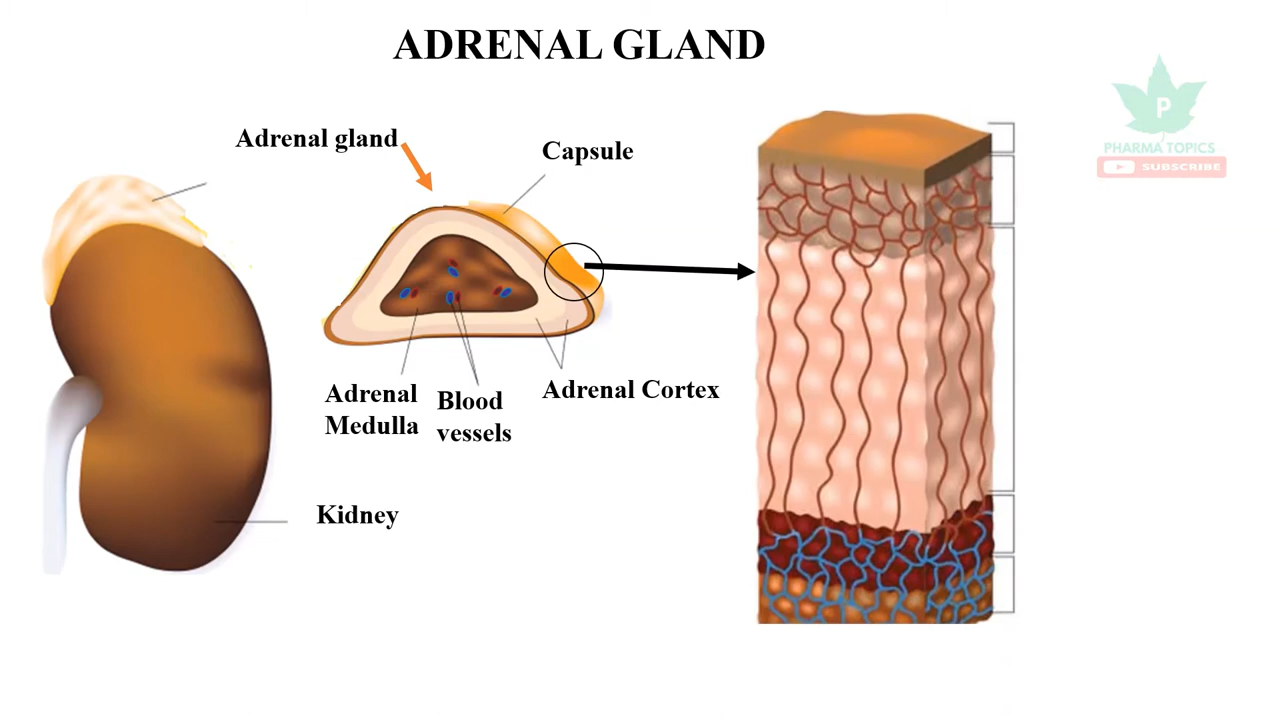 ADRENAL GLAND
P
PHARMA TOPICS
SUBSCRIBE
Adrenal gland
Capsule
Adrenal
Medulla
Blood
vessels
Adrenal Cortex
Kidney